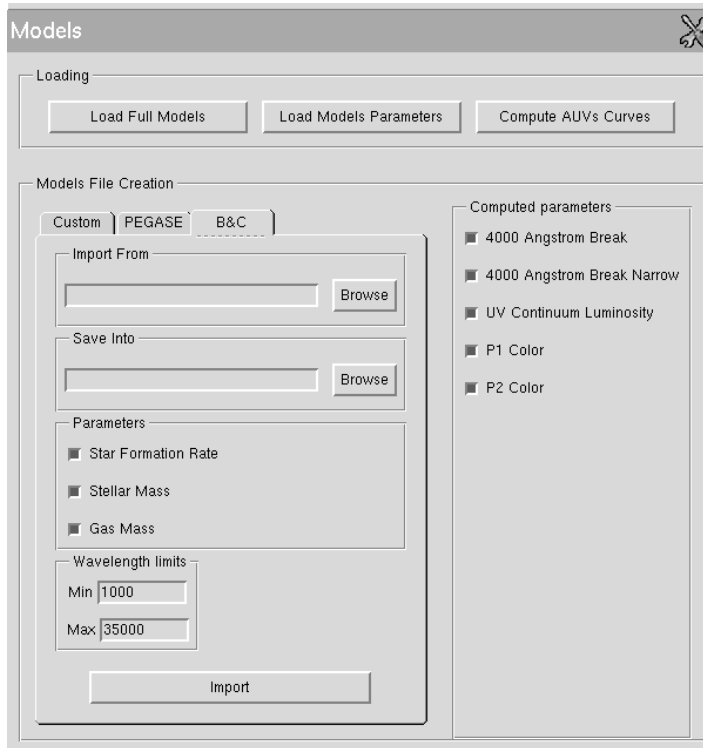 Models
Loading
Load Full Models
Load Models Parameters
Compute AUVs Curves
Models File Creation
Custom
PEGASE
B&C
Import From
Browse
Save Into
Browse
Parameters
Star Formation Rate
Stellar Mass
Gas Mass
Wavelength limits
Min 1000
Max 35000
Import
Computed parameters
4000 Angstrom Break
4000 Angstrom Break Narrow
UV Continuum Luminosity
P1 Color
P2 Color